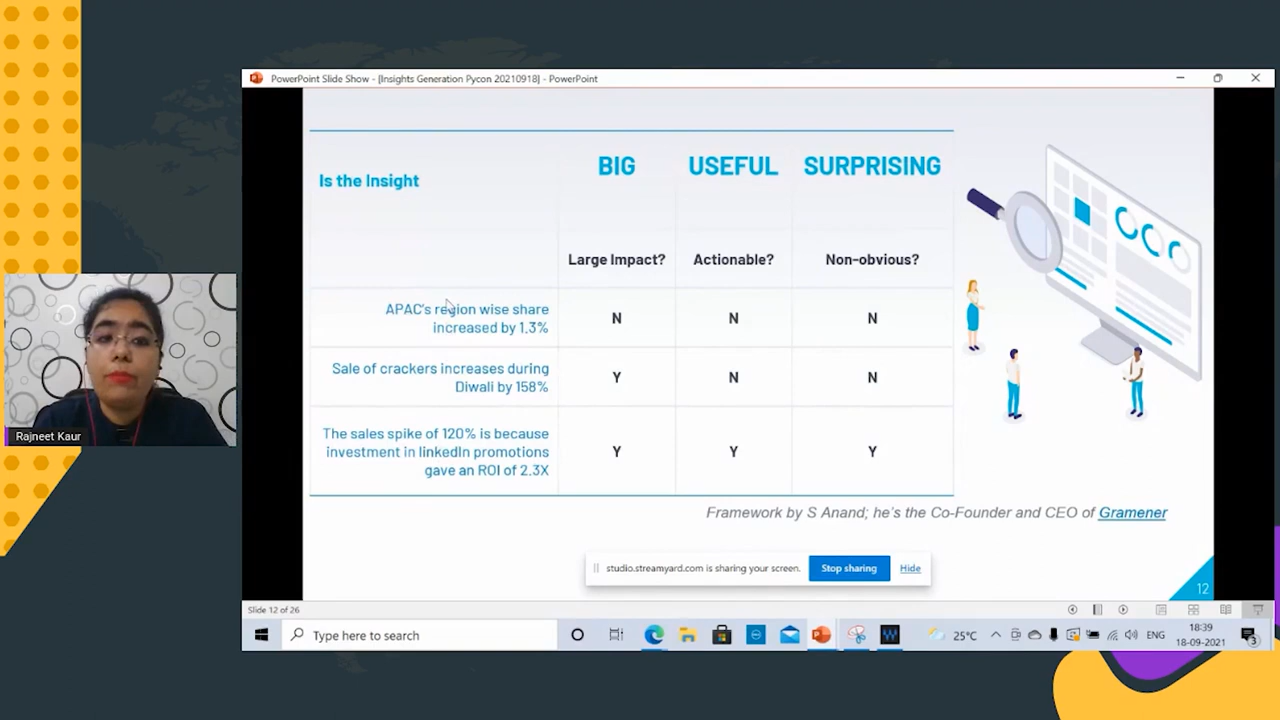 PowerPoint Slide Show - [Insights Generation Pycon 20210918] - PowerPoint
Is the Insight
BIG
USEFUL
SURPRISING
Large Impact?
Actionable?
Non-obvious?
APAC's region wise share
increased by 1.3%
N
N
N
Sale of crackers increases during
Diwali by 158%
Y
N
N
The sales spike of 120% is because
investment in linkedIn promotions
gave an ROI of 2.3X
Y
Y
Y
Framework by S Anand; he's the Co-Founder and CEO of Gramener
studio.streamyard.com is sharing your screen.
Stop sharing
Hide
12
Rajneet Kaur
Slide 12 of 26
Type here to search
25°C
ENG
18:39
18-09-2021
3